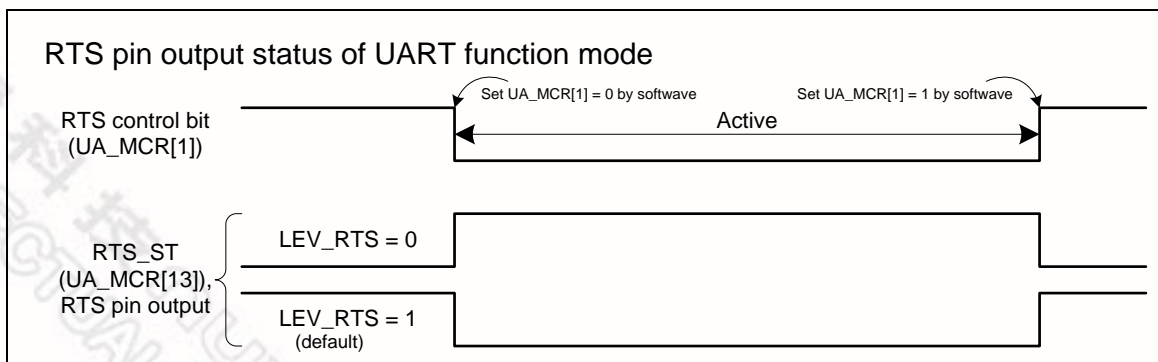 RTS pin output status of UART function mode
Set UA_MCR[1] = 0 by softwave
Set UA_MCR[1] = 1 by softwave
RTS control bit
(UA_MCR[1])
Active
RTS_ST
(UA_MCR[13]),
RTS pin output
LEV_RTS = 0
LEV_RTS = 1
(default)